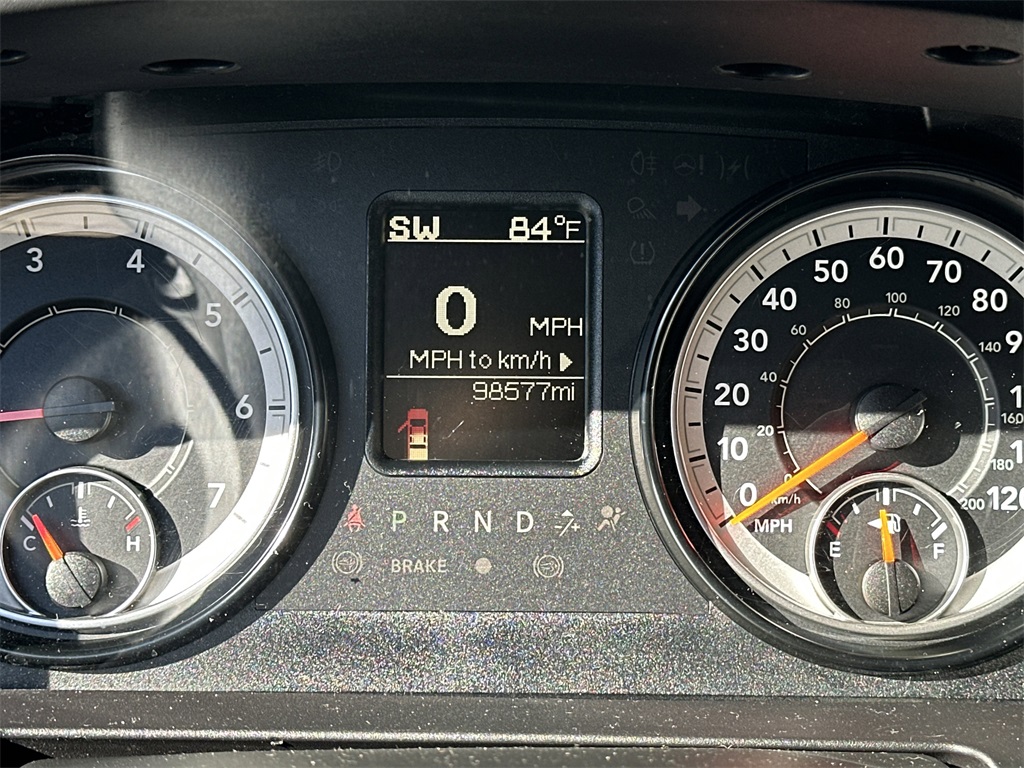 SW 84°F
0 MPH
MPH to km/h
98577mi
3 4 5 6 7
C H
P R N D -/+
BRAKE
0 10 20 30 40 50 60 70 80
120
MPH
0 20 40 60 80 100 120 140 160 180 200
km/h
E F